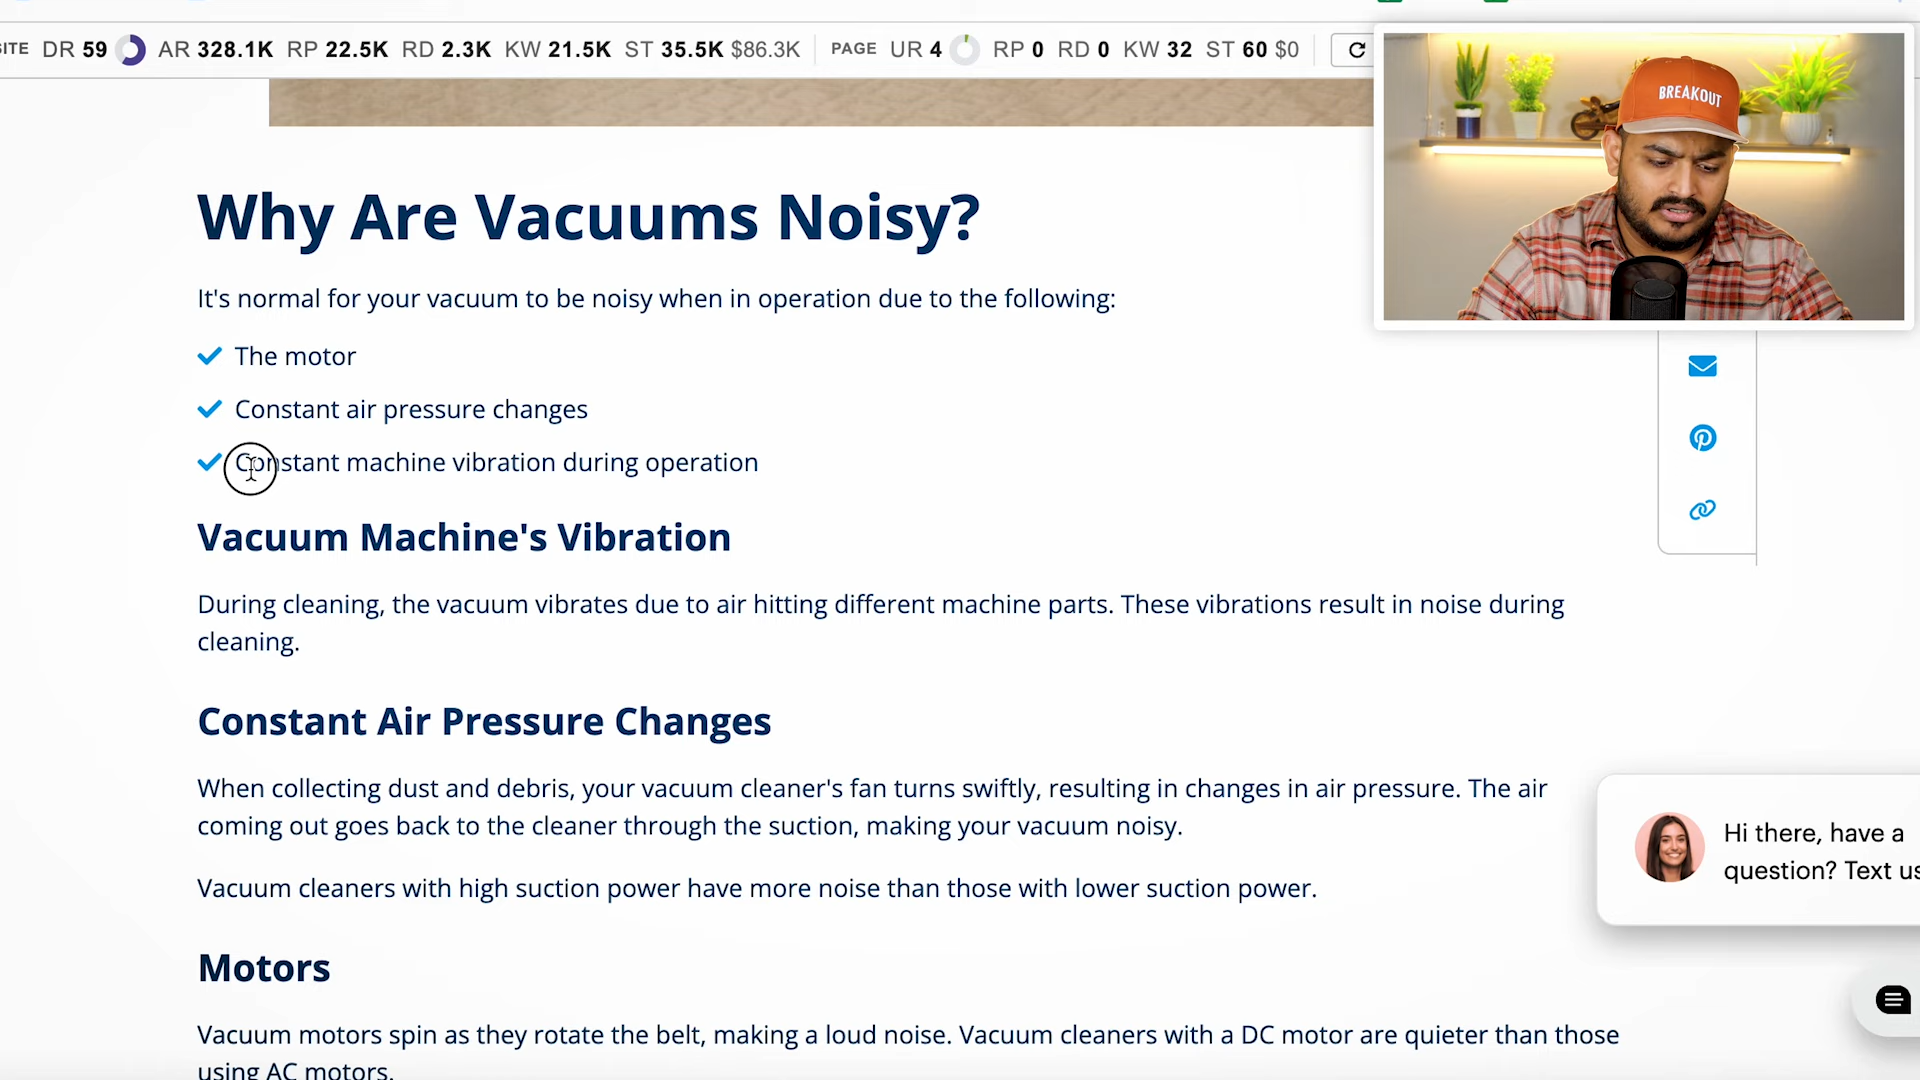 ITE DR 59 AR 328.1K RP 22.5K RD 2.3K KW 21.5K ST 35.5K $86.3K PAGE UR 4 RP 0 RD 0 KW 32 ST 60 $0
BREAKOUT
Why Are Vacuums Noisy?
It's normal for your vacuum to be noisy when in operation due to the following:
The motor
Constant air pressure changes
Constant machine vibration during operation
Vacuum Machine's Vibration
During cleaning, the vacuum vibrates due to air hitting different machine parts. These vibrations result in noise during
cleaning.
Constant Air Pressure Changes
When collecting dust and debris, your vacuum cleaner's fan turns swiftly, resulting in changes in air pressure. The air
coming out goes back to the cleaner through the suction, making your vacuum noisy.
Vacuum cleaners with high suction power have more noise than those with lower suction power.
Hi there, have a
question? Text us
Motors
Vacuum motors spin as they rotate the belt, making a loud noise. Vacuum cleaners with a DC motor are quieter than those
using AC motors.